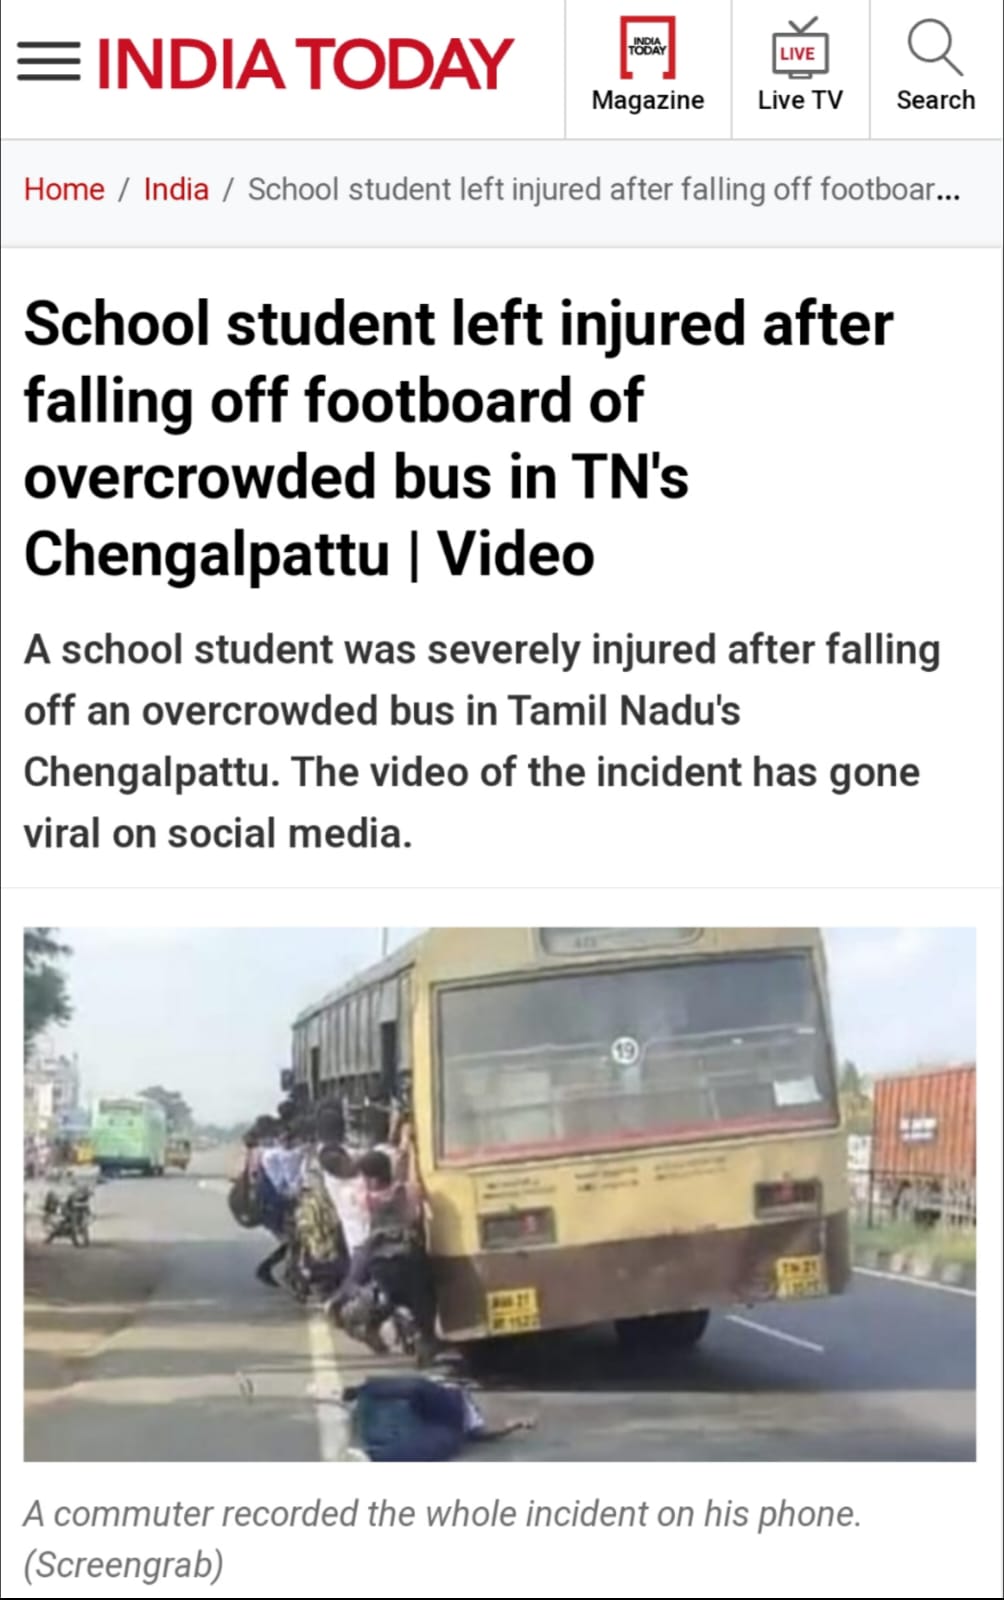 INDIA TODAY
INDIA
TODAY
Magazine
LIVE
Live TV
Search
Home / India / School student left injured after falling off footboar...
School student left injured after
falling off footboard of
overcrowded bus in TN's
Chengalpattu | Video
A school student was severely injured after falling
off an overcrowded bus in Tamil Nadu's
Chengalpattu. The video of the incident has gone
viral on social media.
19
TN 21
A commuter recorded the whole incident on his phone.
(Screengrab)